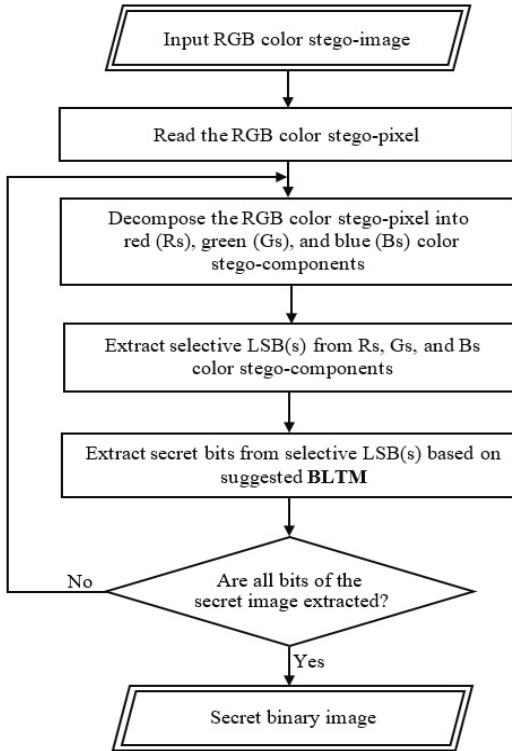 Input RGB color stego-image
Read the RGB color stego-pixel
Decompose the RGB color stego-pixel into
red (Rs), green (Gs), and blue (Bs) color
stego-components
Extract selective LSB(s) from Rs, Gs, and Bs
color stego-components
Extract secret bits from selective LSB(s) based on
suggested BLTM
No
Are all bits of the
secret image extracted?
Yes
Secret binary image